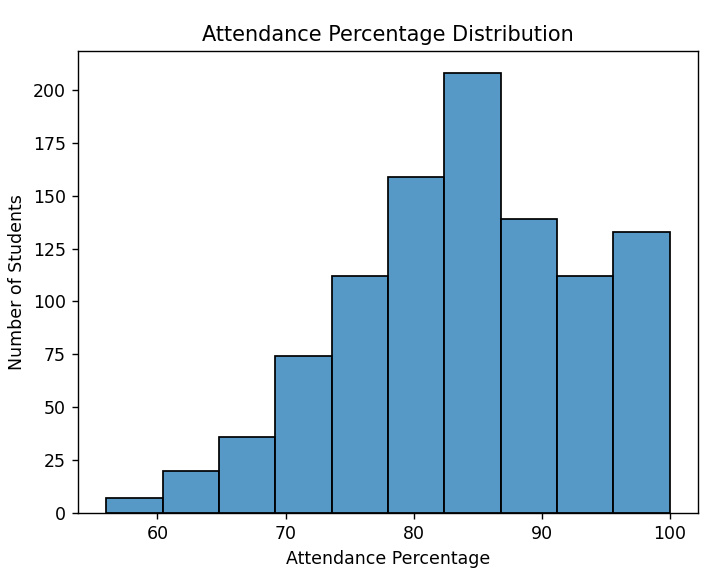 Attendance Percentage Distribution
200
175
150
125
100
75
50
25
0
Number of Students
60 70 80 90 100
Attendance Percentage